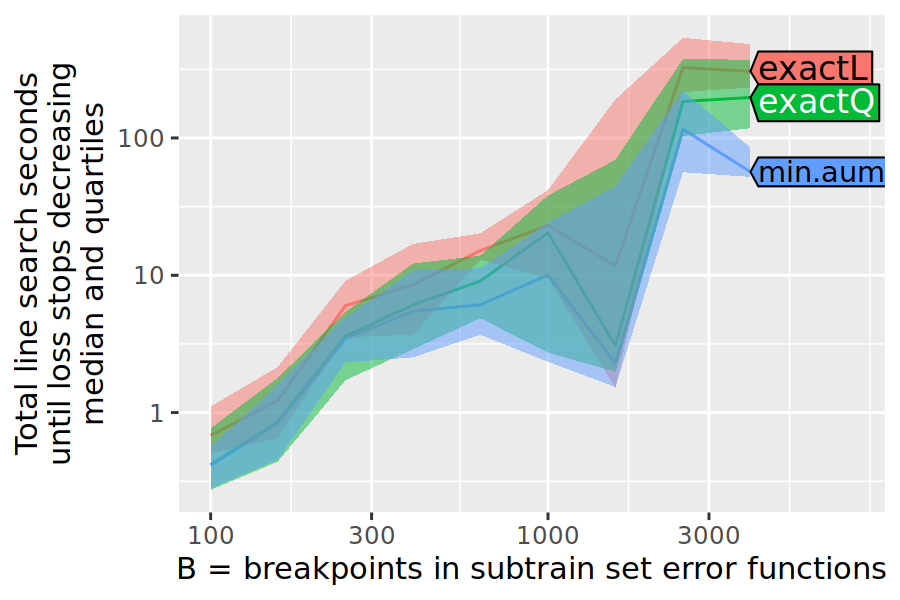 Total line search seconds
until loss stops decreasing
median and quartiles
100
10
1
exactL
exactQ
min.aum
100
300
1000
3000
B = breakpoints in subtrain set error functions